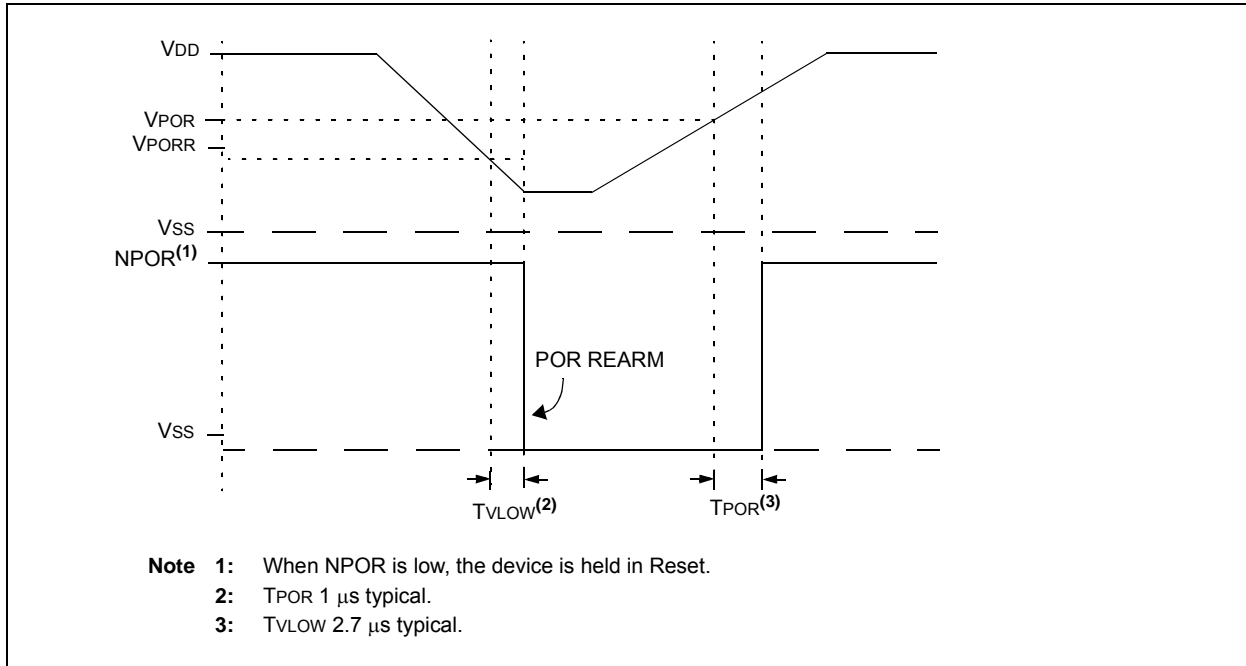 VDD
VPOR
VPORR
VSS
NPOR(1)
POR REARM
VSS
TVLOW(2)
TPOR(3)
Note 1: When NPOR is low, the device is held in Reset.
2: TPOR 1 μs typical.
3: TVLOW 2.7 μs typical.